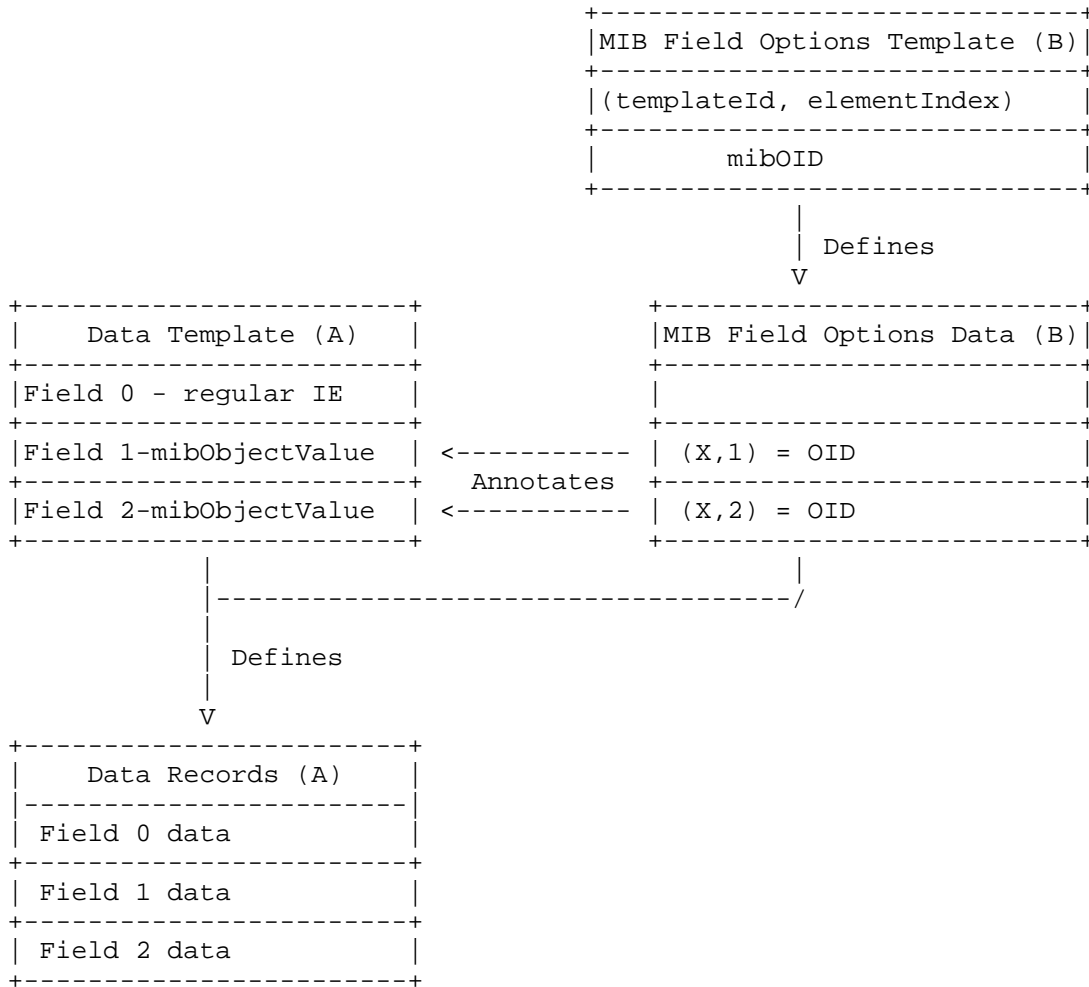 MIB Field Options Template (B)
(templateId, elementIndex)
mibOID
Defines
Data Template (A) MIB Field Options Data (B)
Field 0 - regular IE
Field 1-mibObjectValue <----------- (X,1) = OID
Annotates
Field 2-mibObjectValue <----------- (X,2) = OID
Defines
Data Records (A)
Field 0 data
Field 1 data
Field 2 data